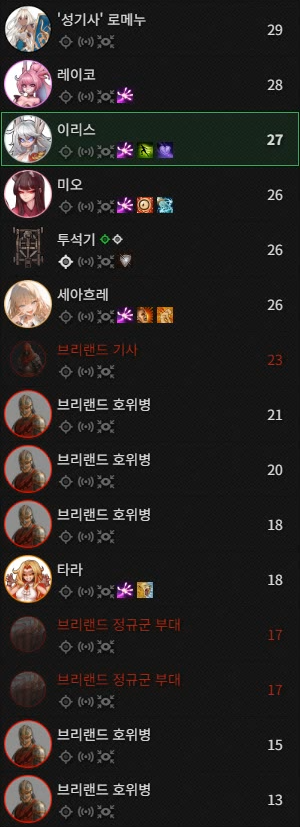 '성기사' 로메누
29
레이코
28
이리스
27
미오
26
투석기
26
세아흐레
26
브리랜드 기사
23
브리랜드 호위병
21
브리랜드 호위병
20
브리랜드 호위병
18
타라
18
브리랜드 정규군 부대
17
브리랜드 정규군 부대
17
브리랜드 호위병
15
브리랜드 호위병
13